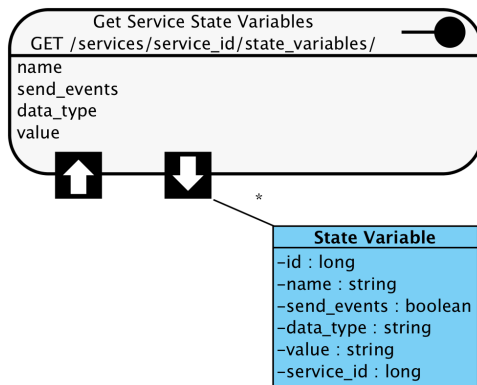 Get Service State Variables
GET /services/service_id/state_variables/
name
send_events
data_type
value
*
State Variable
-id : long
-name : string
-send_events : boolean
-data_type : string
-value : string
-service_id : long